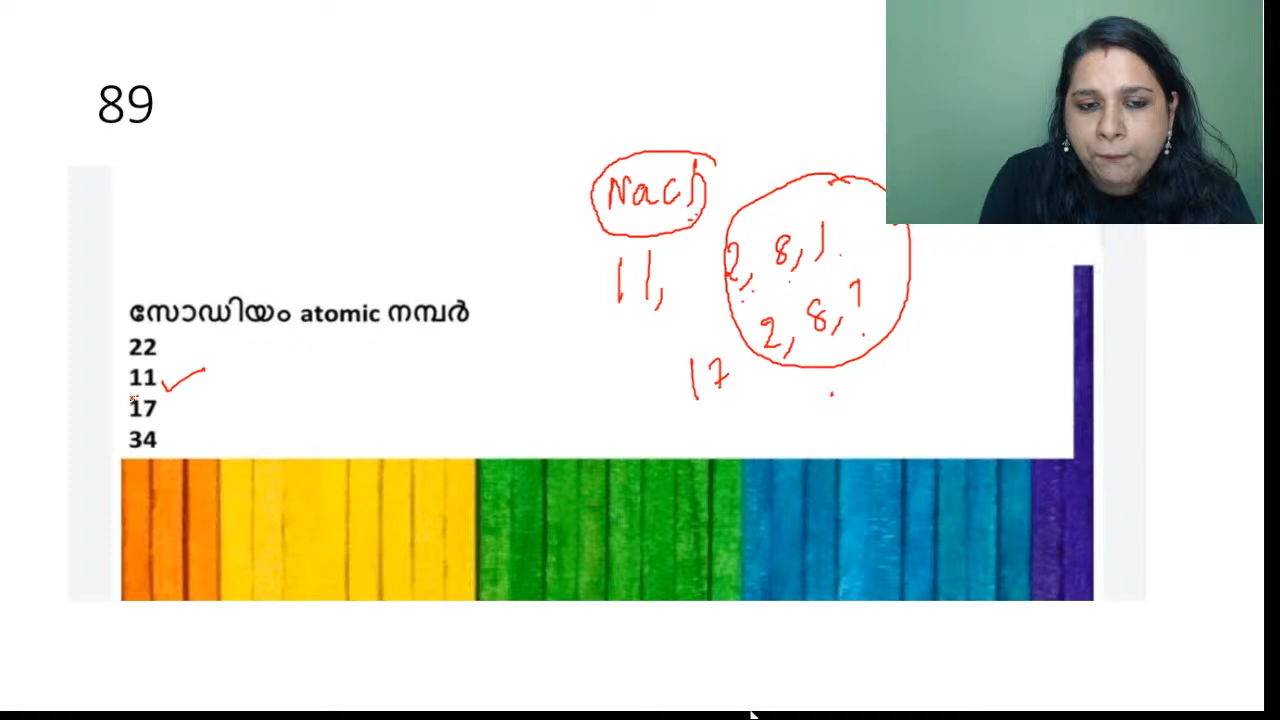 89
NaCl
2, 8, 1
11,
2, 8, 7
സോഡിയം atomic നമ്പർ
22
11
17
17
34